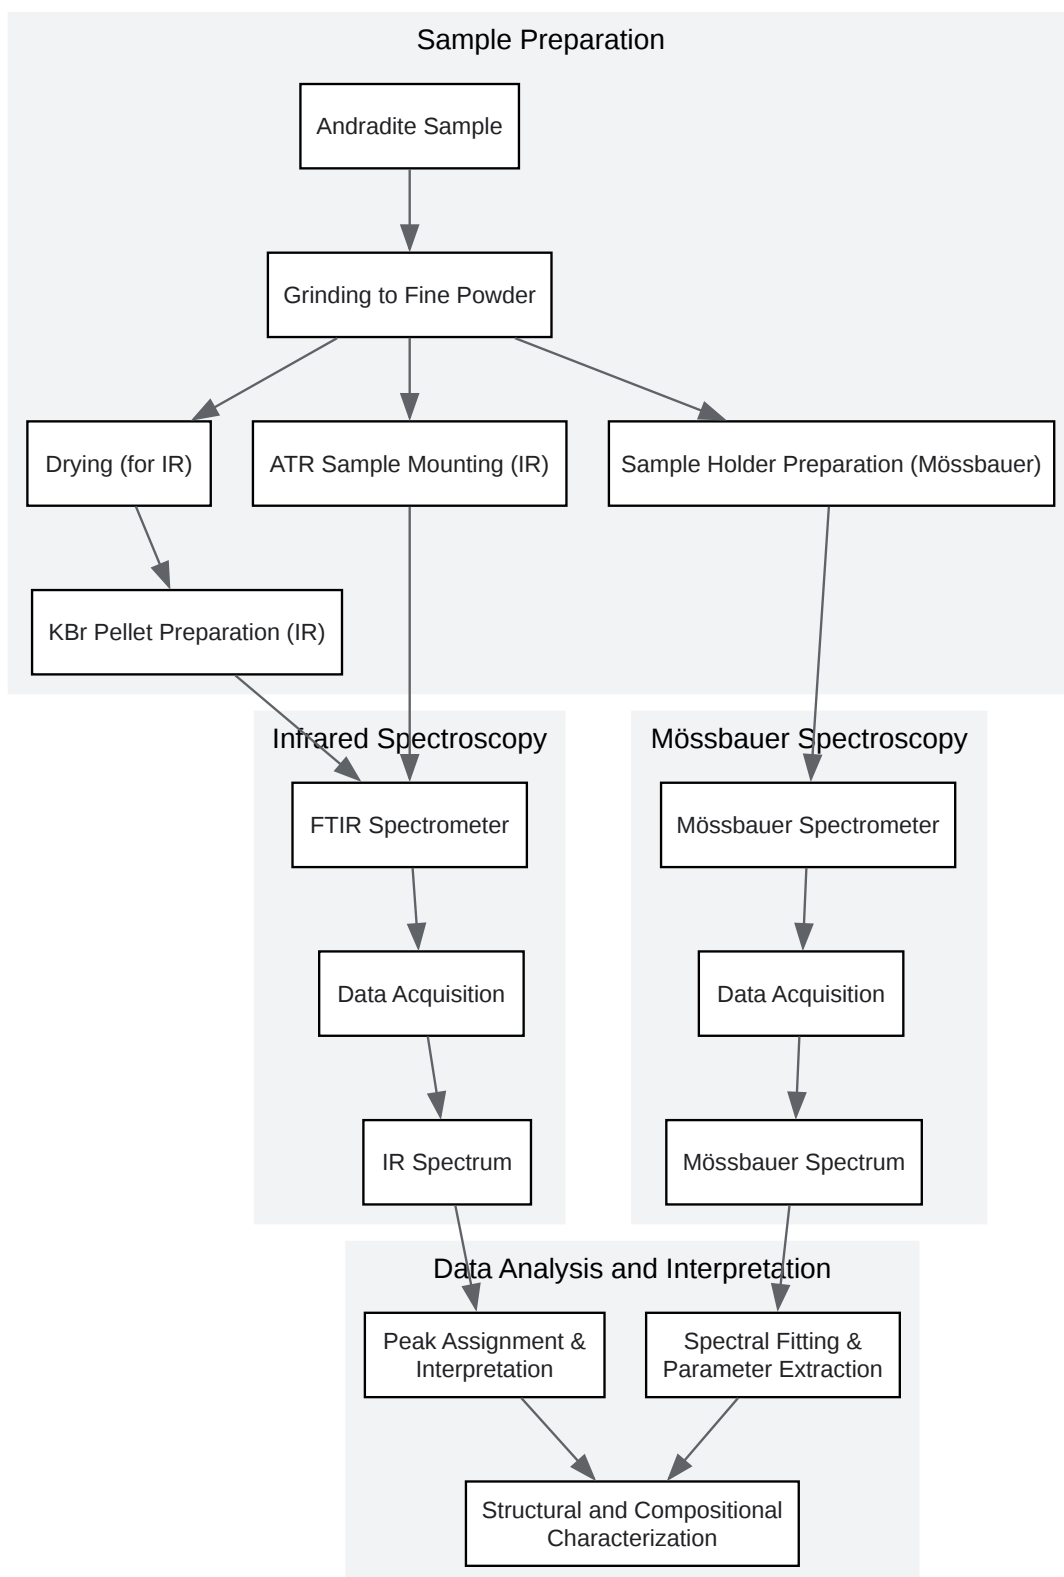 Sample Preparation
Andradite Sample
Grinding to Fine Powder
Drying (for IR)
ATR Sample Mounting (IR)
Sample Holder Preparation (Mössbauer)
KBr Pellet Preparation (IR)
Infrared Spectroscopy
Mössbauer Spectroscopy
FTIR Spectrometer
Mössbauer Spectrometer
Data Acquisition
Data Acquisition
IR Spectrum
Mössbauer Spectrum
Data Analysis and Interpretation
Peak Assignment &
Interpretation
Spectral Fitting &
Parameter Extraction
Structural and Compositional
Characterization